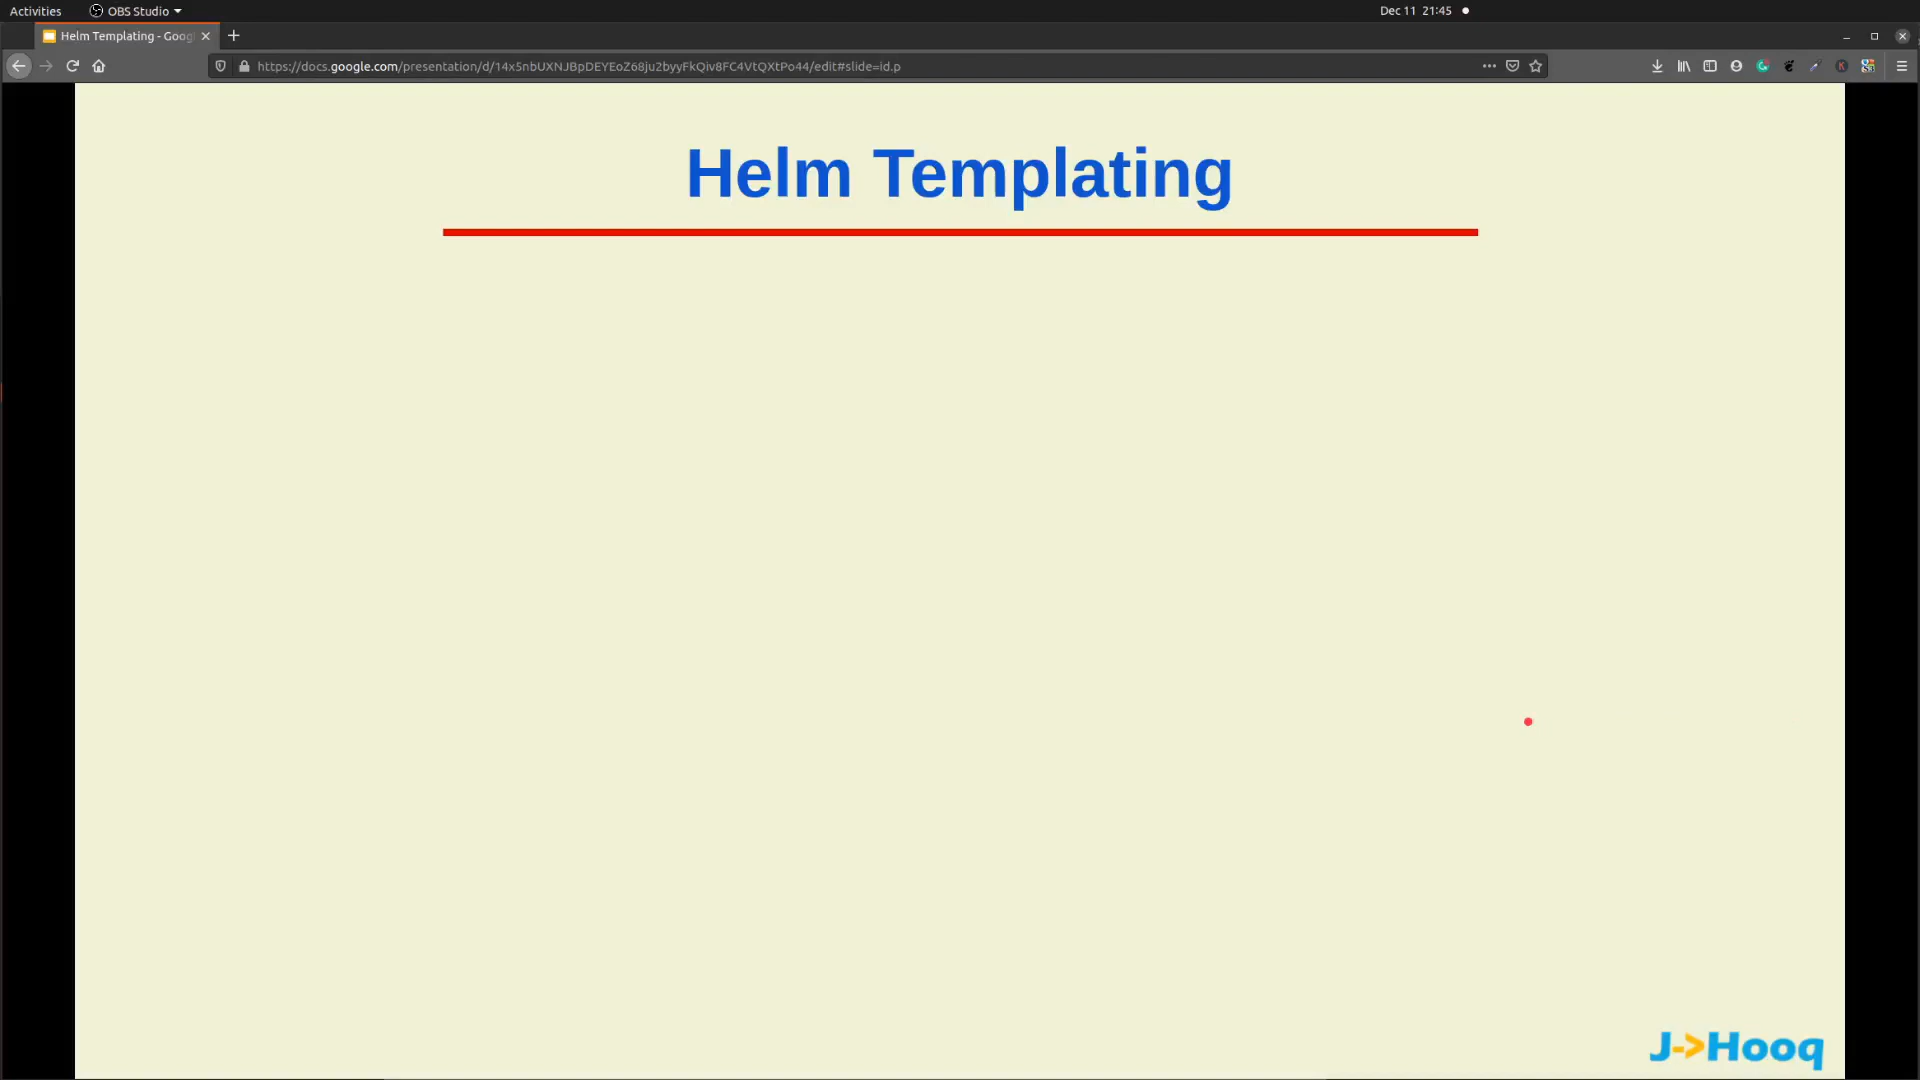 Activities
OBS Studio
Dec 11 21:45
Helm Templating - Goog
https://docs.google.com/presentation/d/14x5nbUXNJBpDEYEoZ68ju2byyFkQiv8FC4VtQXtPo44/edit#slide=id.p
Helm Templating
J->Hooq